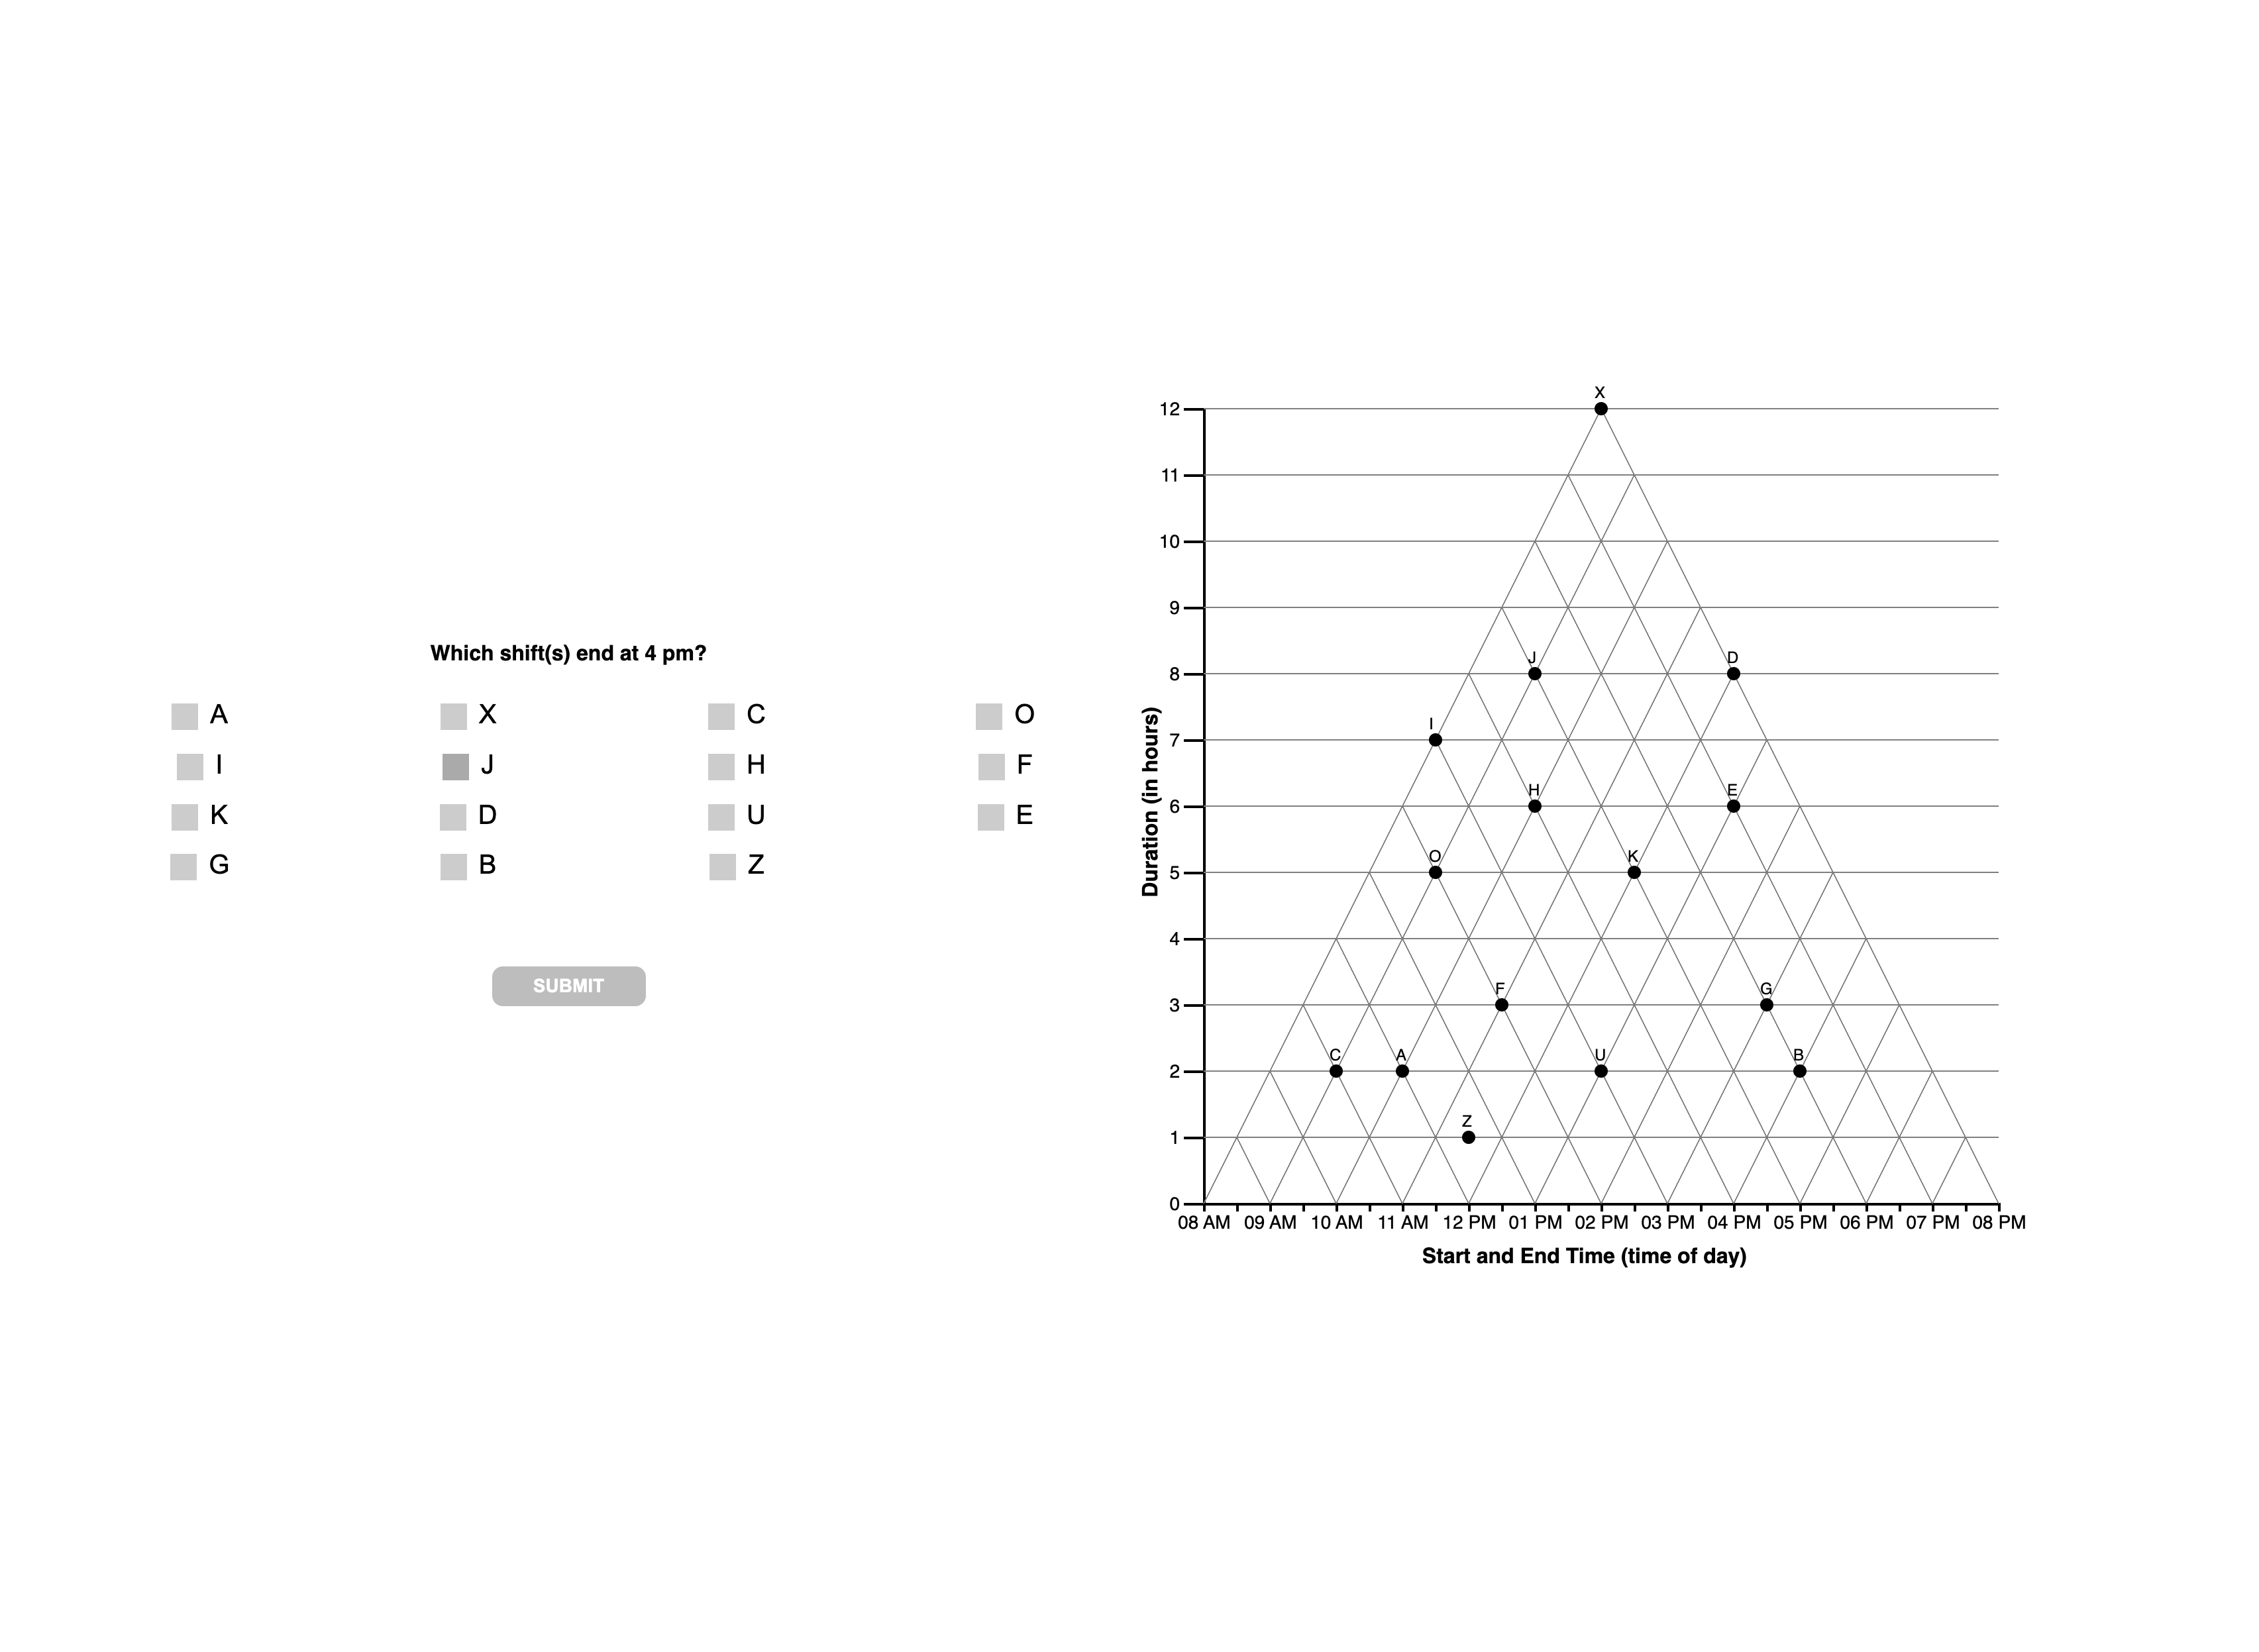 Which shift(s) end at 4 pm?
A X C O
I J H F
K D U E
G B Z
SUBMIT
X
12
11
10
9
J D
8
I
7
H E
6
O K
5
4
F G
3
C A U B
2
Z
1
0
08 AM 09 AM 10 AM 11 AM 12 PM 01 PM 02 PM 03 PM 04 PM 05 PM 06 PM 07 PM 08 PM
Start and End Time (time of day)
Duration (in hours)